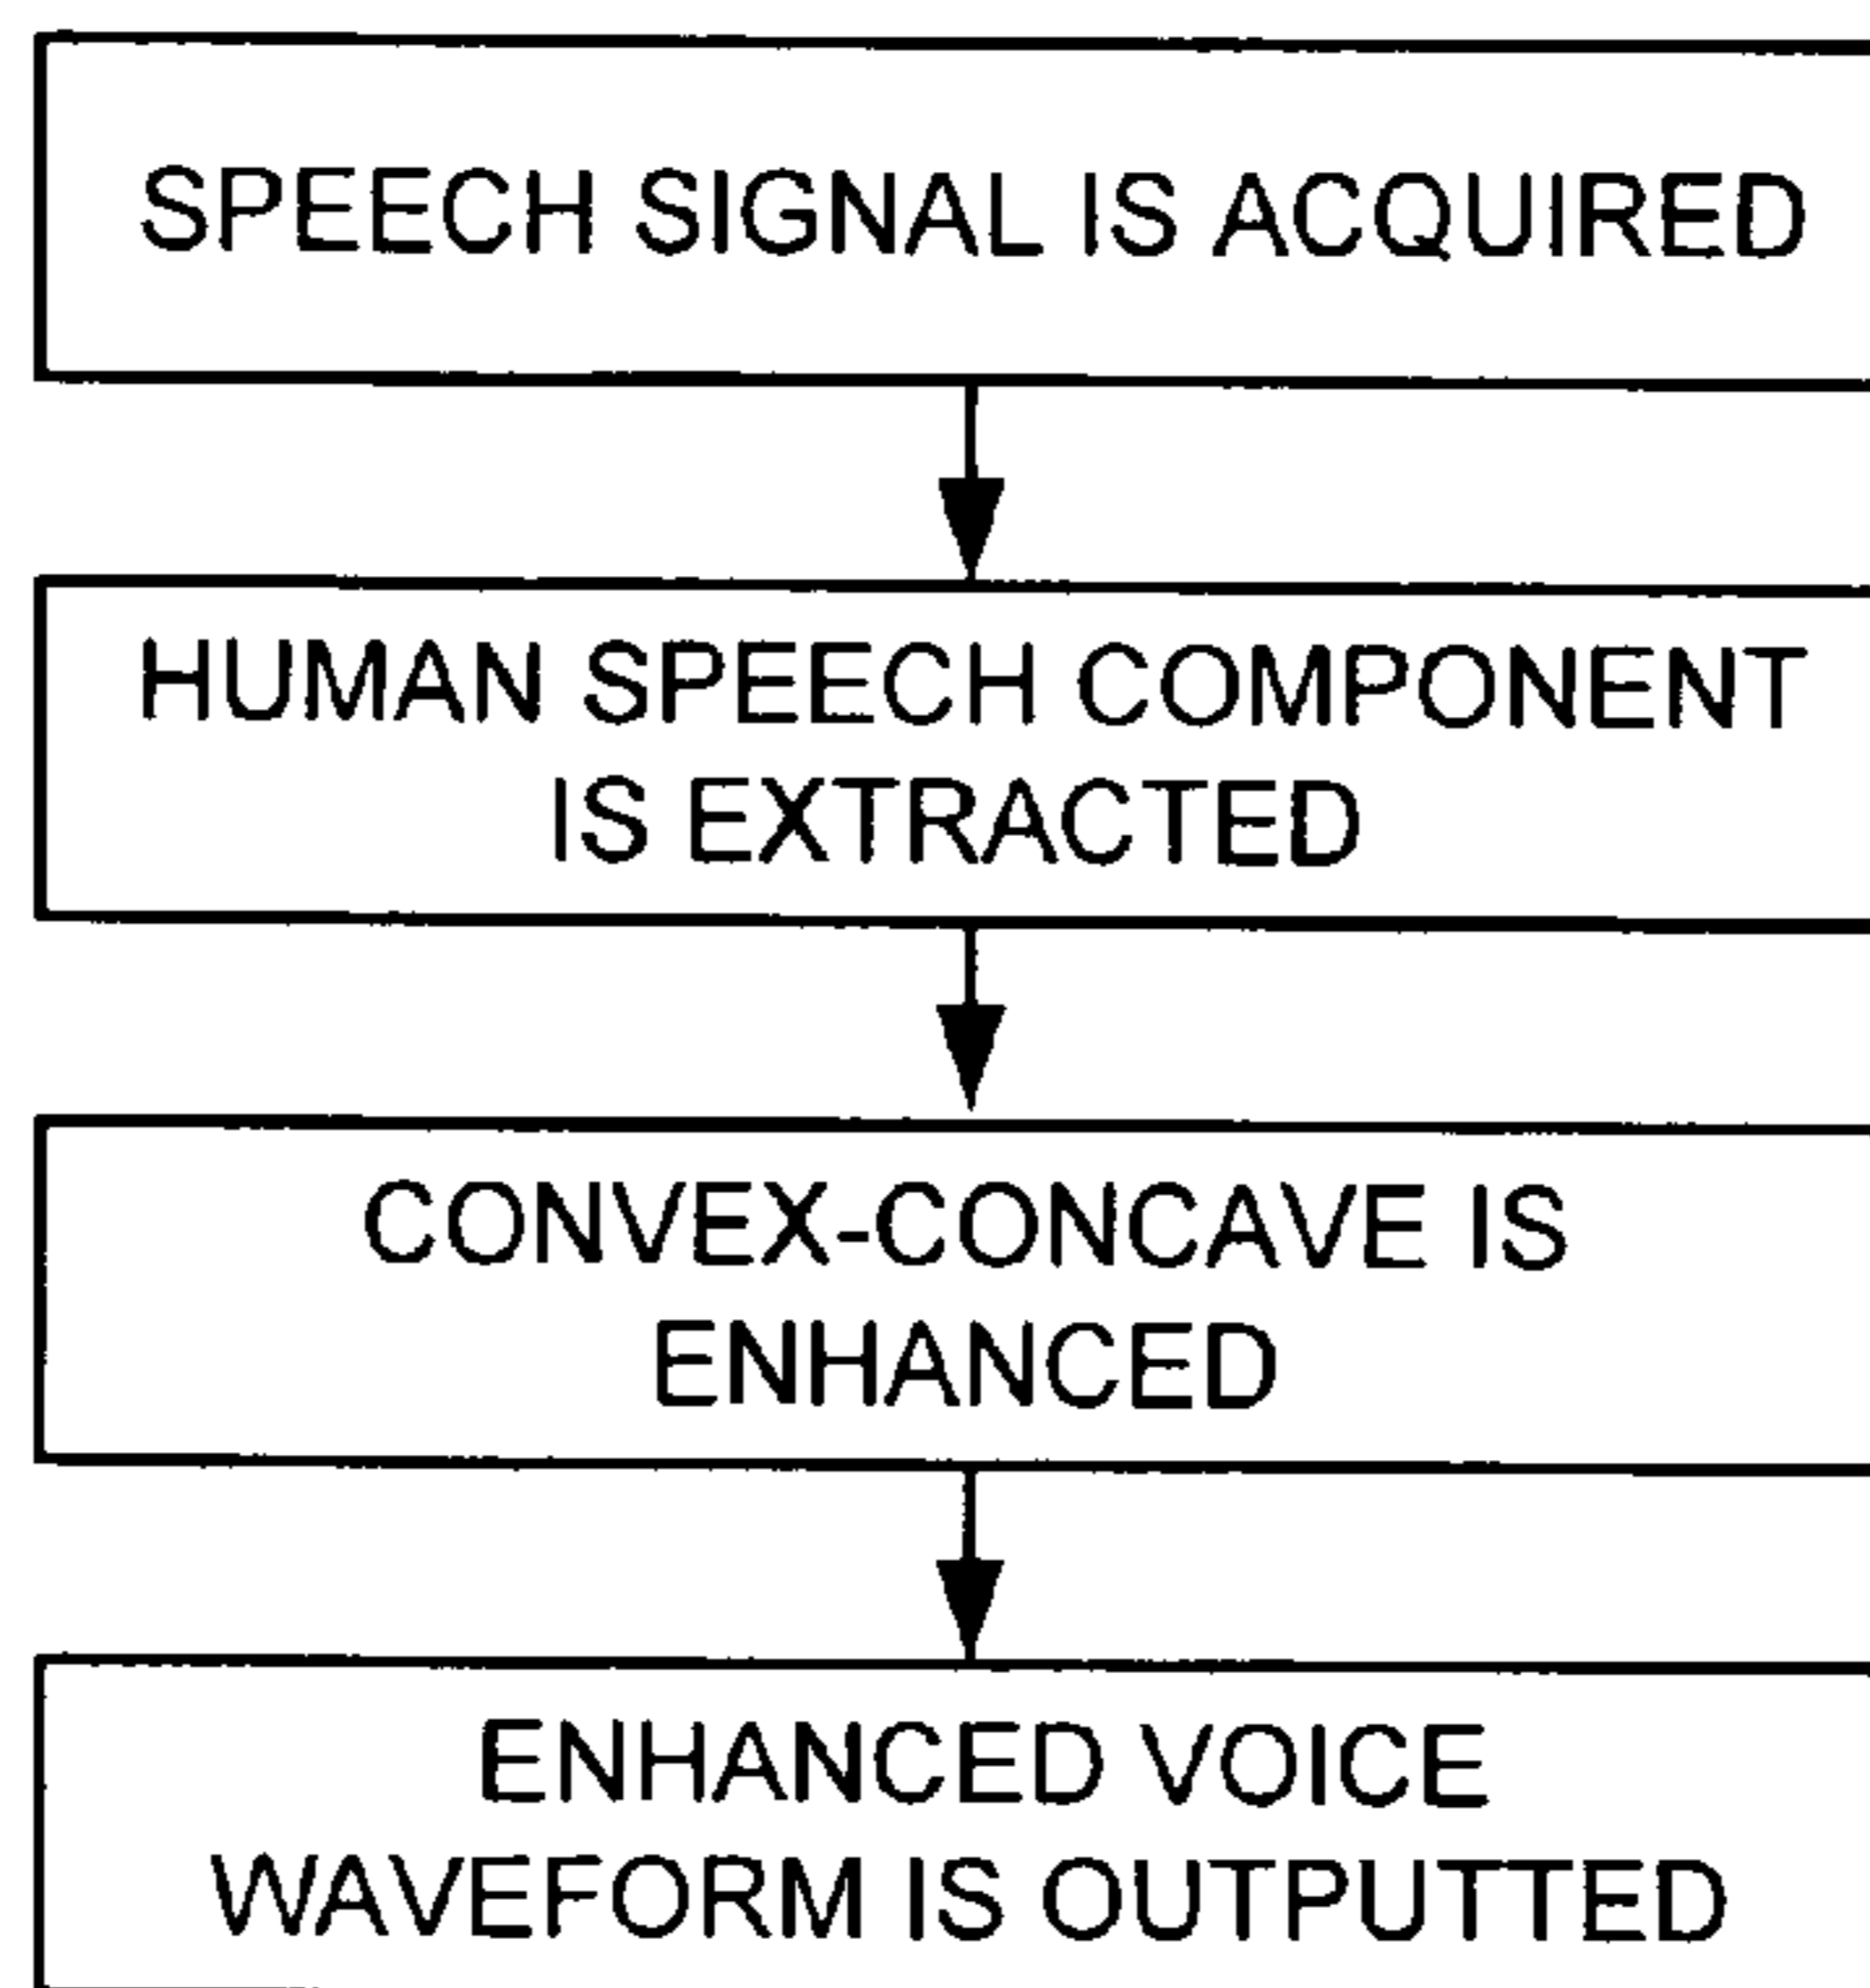 SPEECH SIGNAL IS ACQUIRED
HUMAN SPEECH COMPONENT
IS EXTRACTED
CONVEX-CONCAVE IS
ENHANCED
ENHANCED VOICE
WAVEFORM IS OUTPUTTED